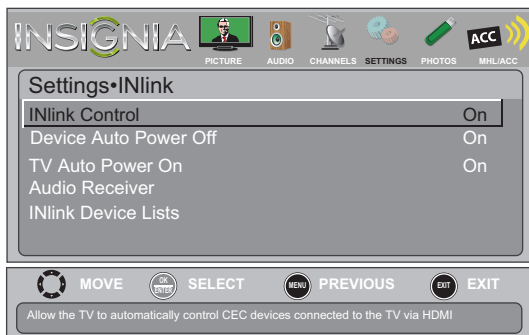 INSIGNIA
PICTURE AUDIO CHANNELS SETTINGS PHOTOS MHL/ACC
ACC
Settings•INlink
INlink Control On
Device Auto Power Off On
TV Auto Power On On
Audio Receiver
INlink Device Lists
MOVE OK ENTER SELECT MENU PREVIOUS EXIT EXIT
Allow the TV to automatically control CEC devices connected to the TV via HDMI